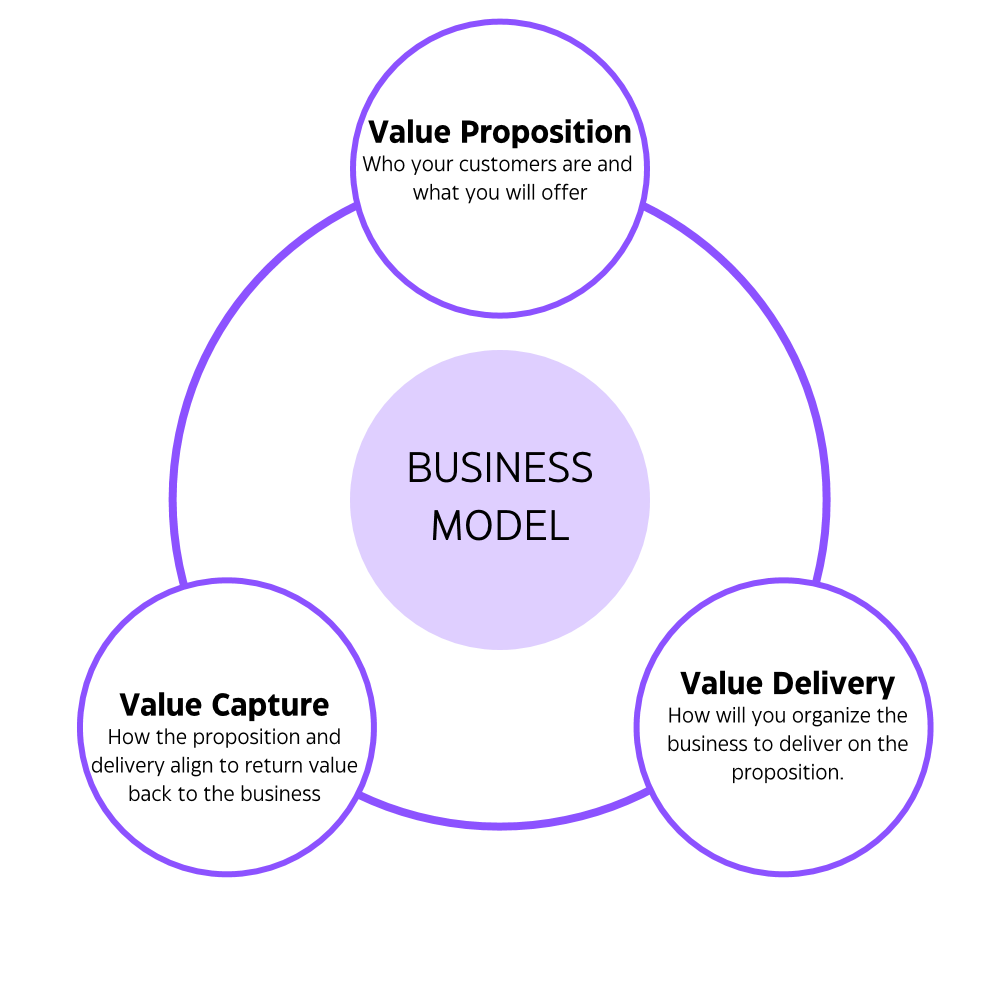 Value Proposition
Who your customers are and
what you will offer
BUSINESS
MODEL
Value Capture
How the proposition and
delivery align to return value
back to the business
Value Delivery
How will you organize the
business to deliver on the
proposition.